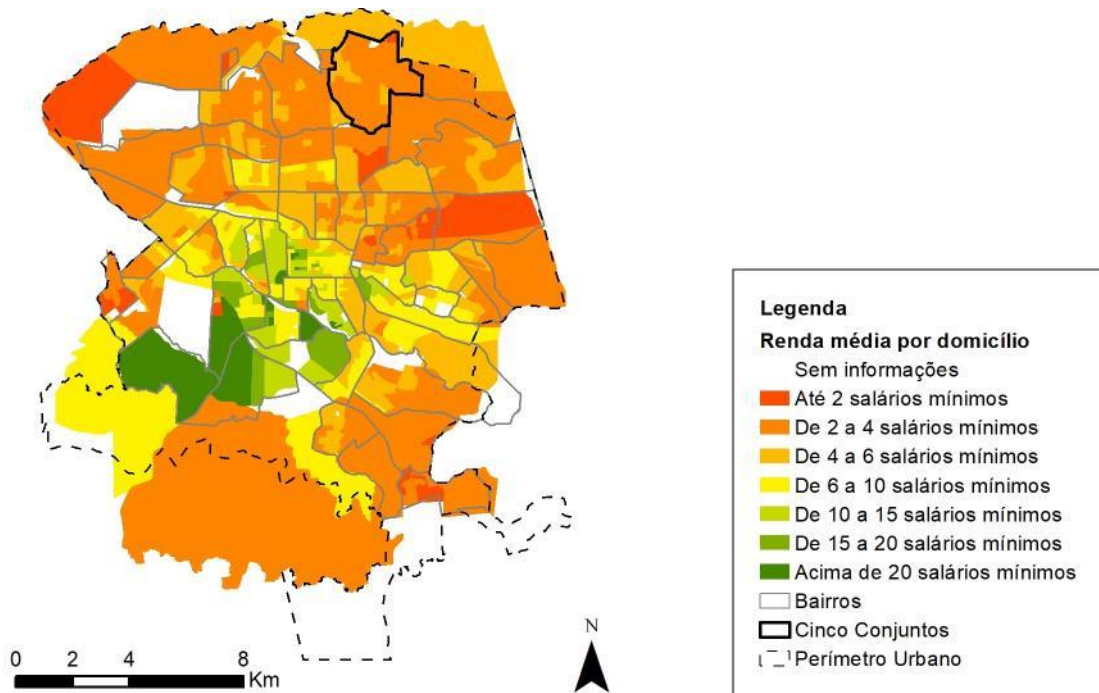 Legenda
Renda média por domicílio
Sem informações
Até 2 salários mínimos
De 2 a 4 salários mínimos
De 4 a 6 salários mínimos
De 6 a 10 salários mínimos
De 10 a 15 salários mínimos
De 15 a 20 salários mínimos
Acima de 20 salários mínimos
Bairros
Cinco Conjuntos
Perímetro Urbano
N
0 2 4 8
Km